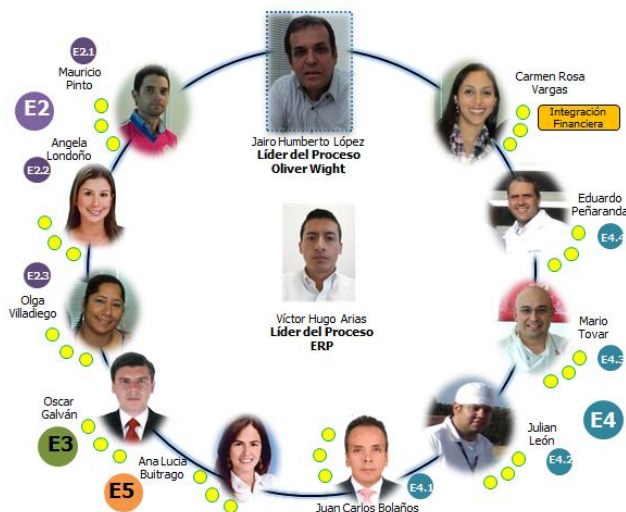 E2.1
Mauricio
Pinto
E2
Angela
Londoño
E2.2
E2.3
Olga
Villadiego
Oscar
Galván
E3
E5
Ana Lucia
Buitrago
Jairo Humberto López
Líder del Proceso
Oliver Wight
Víctor Hugo Arias
Líder del Proceso
ERP
Carmen Rosa
Vargas
Integración
Financiera
Eduardo
Peñaranda
E4.4
Mario
Tovar
E4.3
E4
Julian
León
E4.2
E4.1
Juan Carlos Bolaños